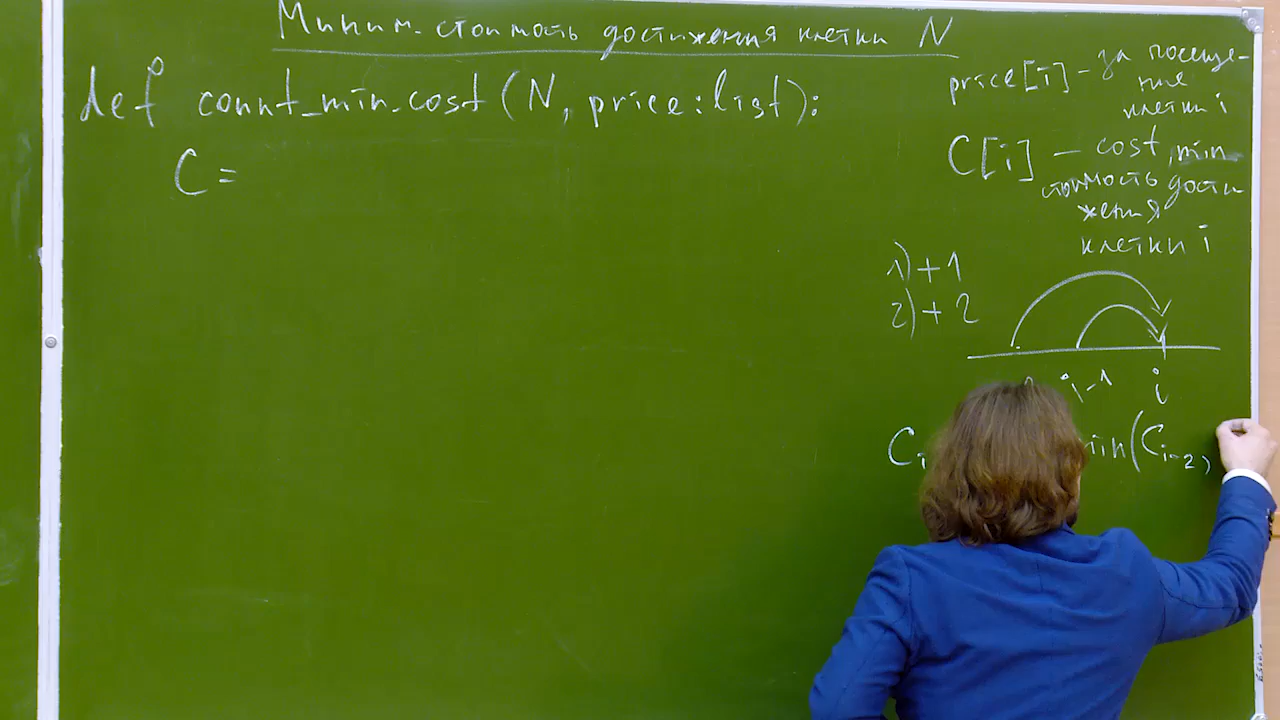 Миним. стоимость достижения клетки N
def count_min_cost(N, price:list):
C =
price[i] - за посеще-
ние
клетки i
C[i] - cost, min
стоимость дости
жения
клетки i
1) +1
2) +2
i-1 i
C i-2,